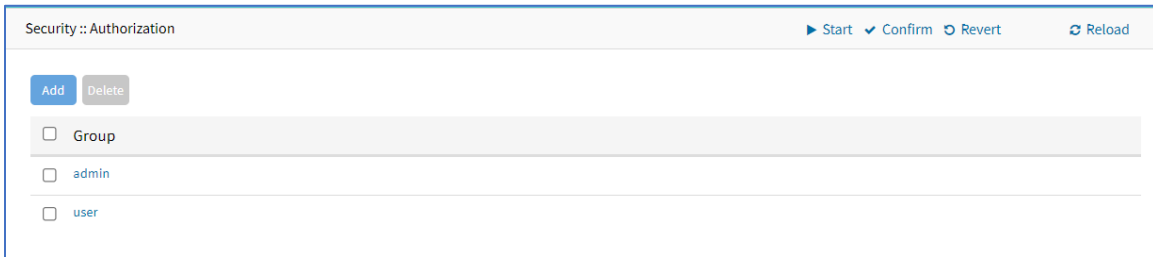 Security :: Authorization Start Confirm Revert Reload
Add Delete
Group
admin
user